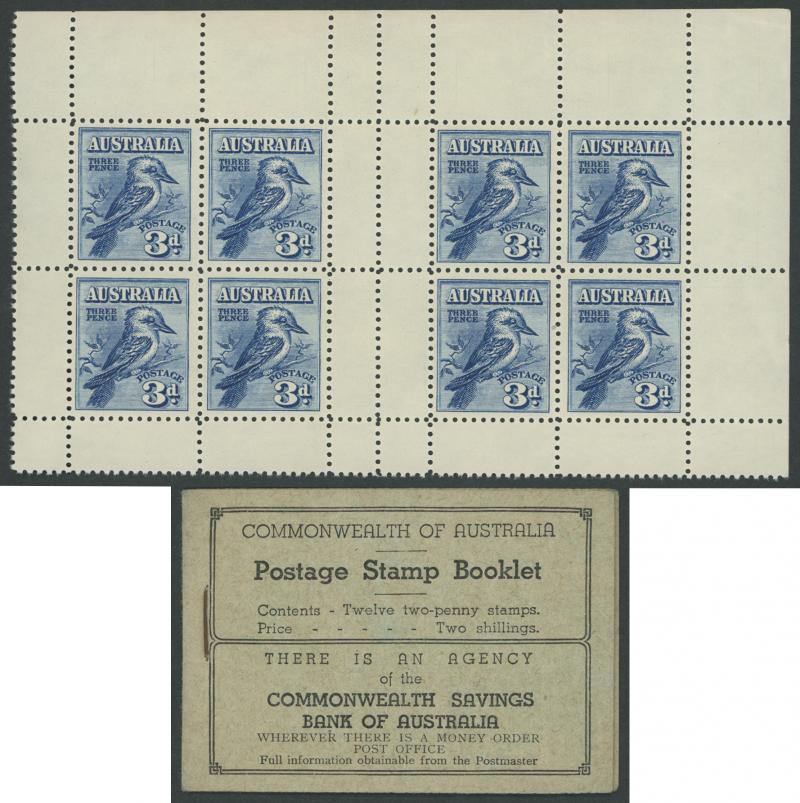 AUSTRALIA AUSTRALIA AUSTRALIA AUSTRALIA
THREE PENCE THREE PENCE THREE PENCE THREE PENCE
POSTAGE POSTAGE POSTAGE POSTAGE
3d. 3d. 3d. 3d.
AUSTRALIA AUSTRALIA AUSTRALIA AUSTRALIA
THREE PENCE THREE PENCE THREE PENCE THREE PENCE
POSTAGE POSTAGE POSTAGE POSTAGE
3d. 3d. 3d. 3d.
COMMONWEALTH OF AUSTRALIA
Postage Stamp Booklet
Contents - Twelve two-penny stamps.
Price - - - - - Two shillings.
THERE IS AN AGENCY
of the
COMMONWEALTH SAVINGS
BANK OF AUSTRALIA
WHEREVER THERE IS A MONEY ORDER
POST OFFICE
Full information obtainable from the Postmaster